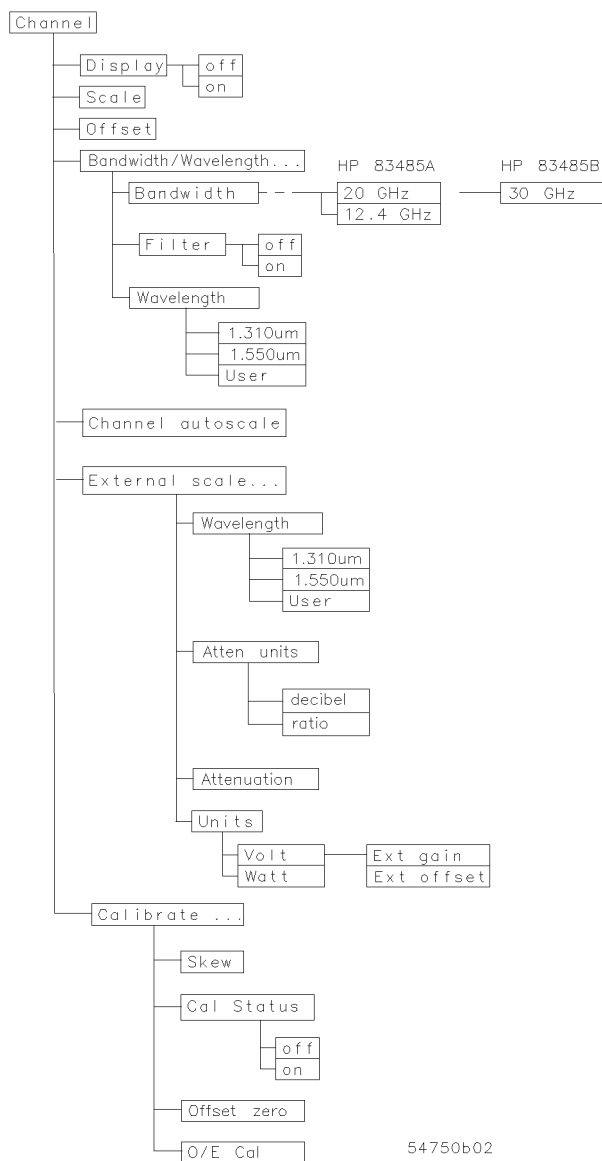 Channel
Display
off
on
Scale
Offset
Bandwidth/Wavelength...
HP 83485A
HP 83485B
Bandwidth
20 GHz
30 GHz
12.4 GHz
Filter
off
on
Wavelength
1.310um
1.550um
User
Channel autoscale
External scale...
Wavelength
1.310um
1.550um
User
Atten units
decibel
ratio
Attenuation
Units
Volt
Ext gain
Watt
Ext offset
Calibrate ...
Skew
Cal Status
off
on
Offset zero
O/E Cal
54750b02